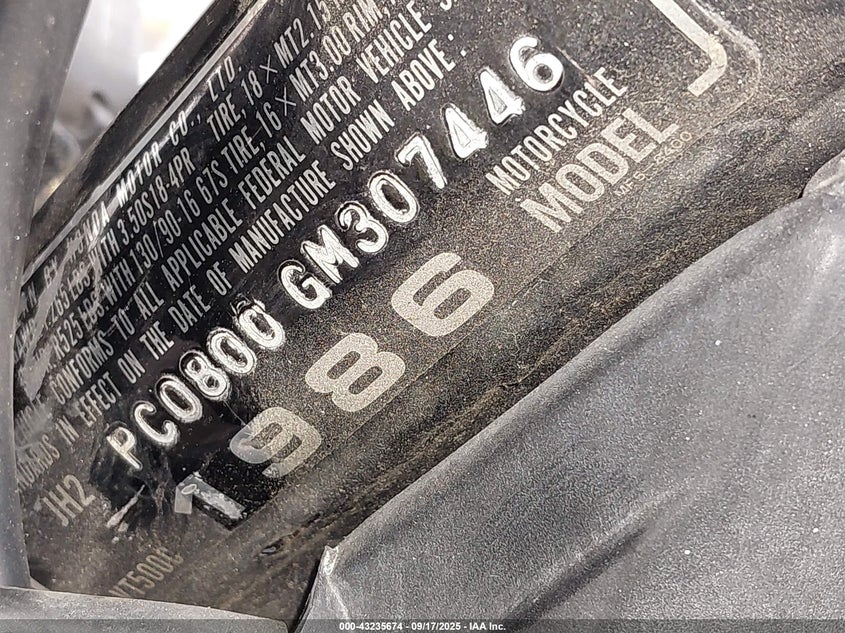 HONDA MOTOR CO., LTD.
WITH 3.50S18-4PR TIRE, 18 × MT2.15
WITH 130/90-16 67S TIRE, 16 × MT3.00 RIM,
CONFORMS TO ALL APPLICABLE FEDERAL MOTOR VEHICLE
IN EFFECT ON THE DATE OF MANUFACTURE SHOWN ABOVE.
JH2 PC0800 GM307446
MOTORCYCLE
1986 MODEL J
VT500C
000-43235674 - 09/17/2025 - IAA Inc.